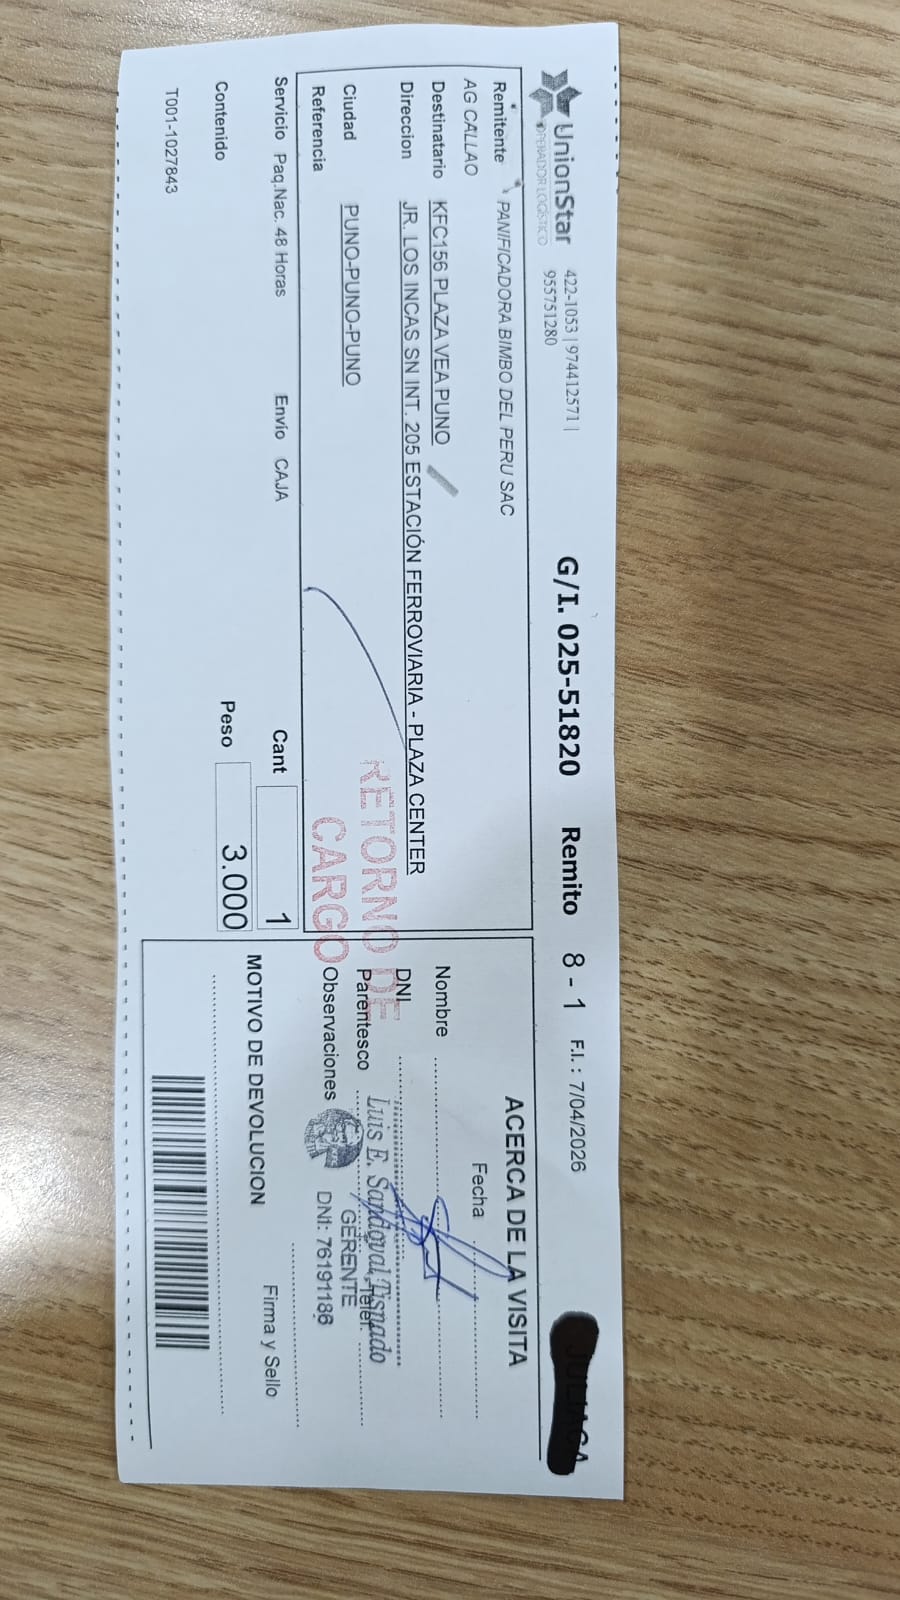 UnionStar
OPERADOR LOGÍSTICO
422-1053 | 974412571 |
955751280
G/I. 025-51820 Remito 8 - 1 F.I. : 7/04/2026
JULIACA
Remitente PANIFICADORA BIMBO DEL PERU SAC
AG CALLAO
Destinatario KFC156 PLAZA VEA PUNO
Direccion JR. LOS INCAS SN INT. 205 ESTACIÓN FERROVIARIA - PLAZA CENTER
Ciudad PUNO-PUNO-PUNO
Referencia
RETORNO DE
CARGO
Servicio Paq.Nac. 48 Horas Envío CAJA Cant 1
Contenido Peso 3.000
T001-1027843
ACERCA DE LA VISITA
Fecha
Nombre
DNI
Parentesco Telef.
Observaciones
Luis E. Sandoval Tisnado
GERENTE
DNI: 76191186
MOTIVO DE DEVOLUCION Firma y Sello